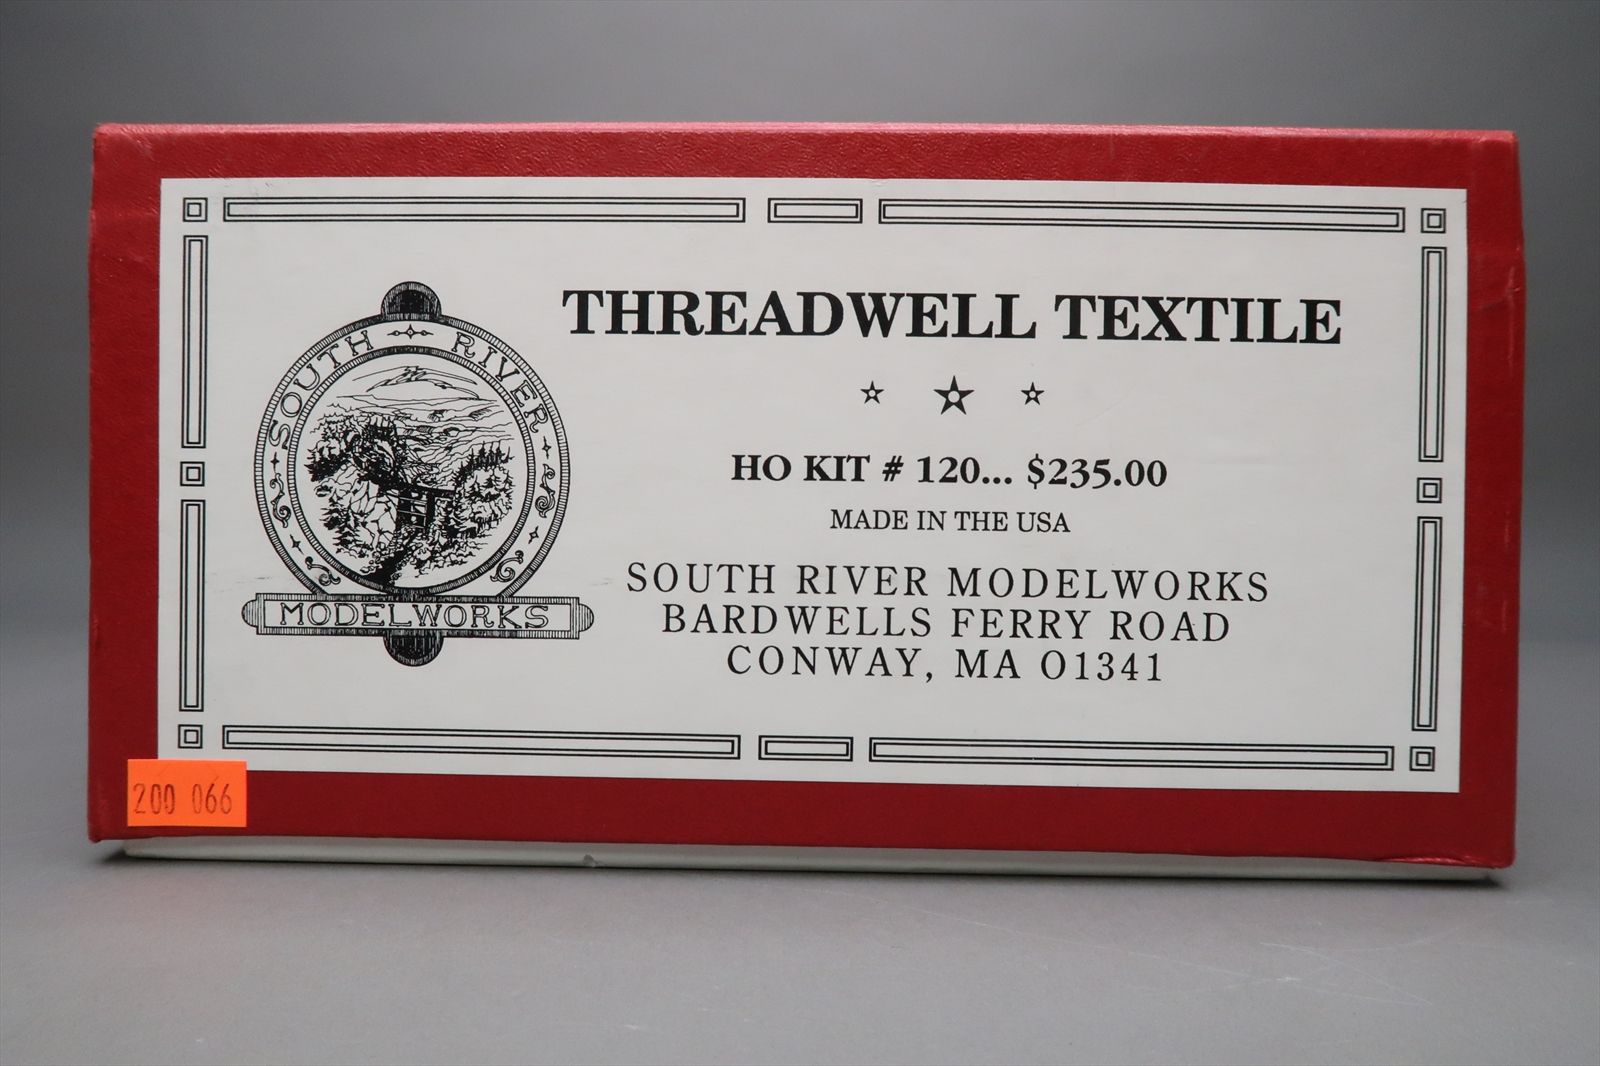 SOUTH RIVER
MODELWORKS
THREADWELL TEXTILE
HO KIT # 120... $235.00
MADE IN THE USA
SOUTH RIVER MODELWORKS
BARDWELLS FERRY ROAD
CONWAY, MA 01341
200 066